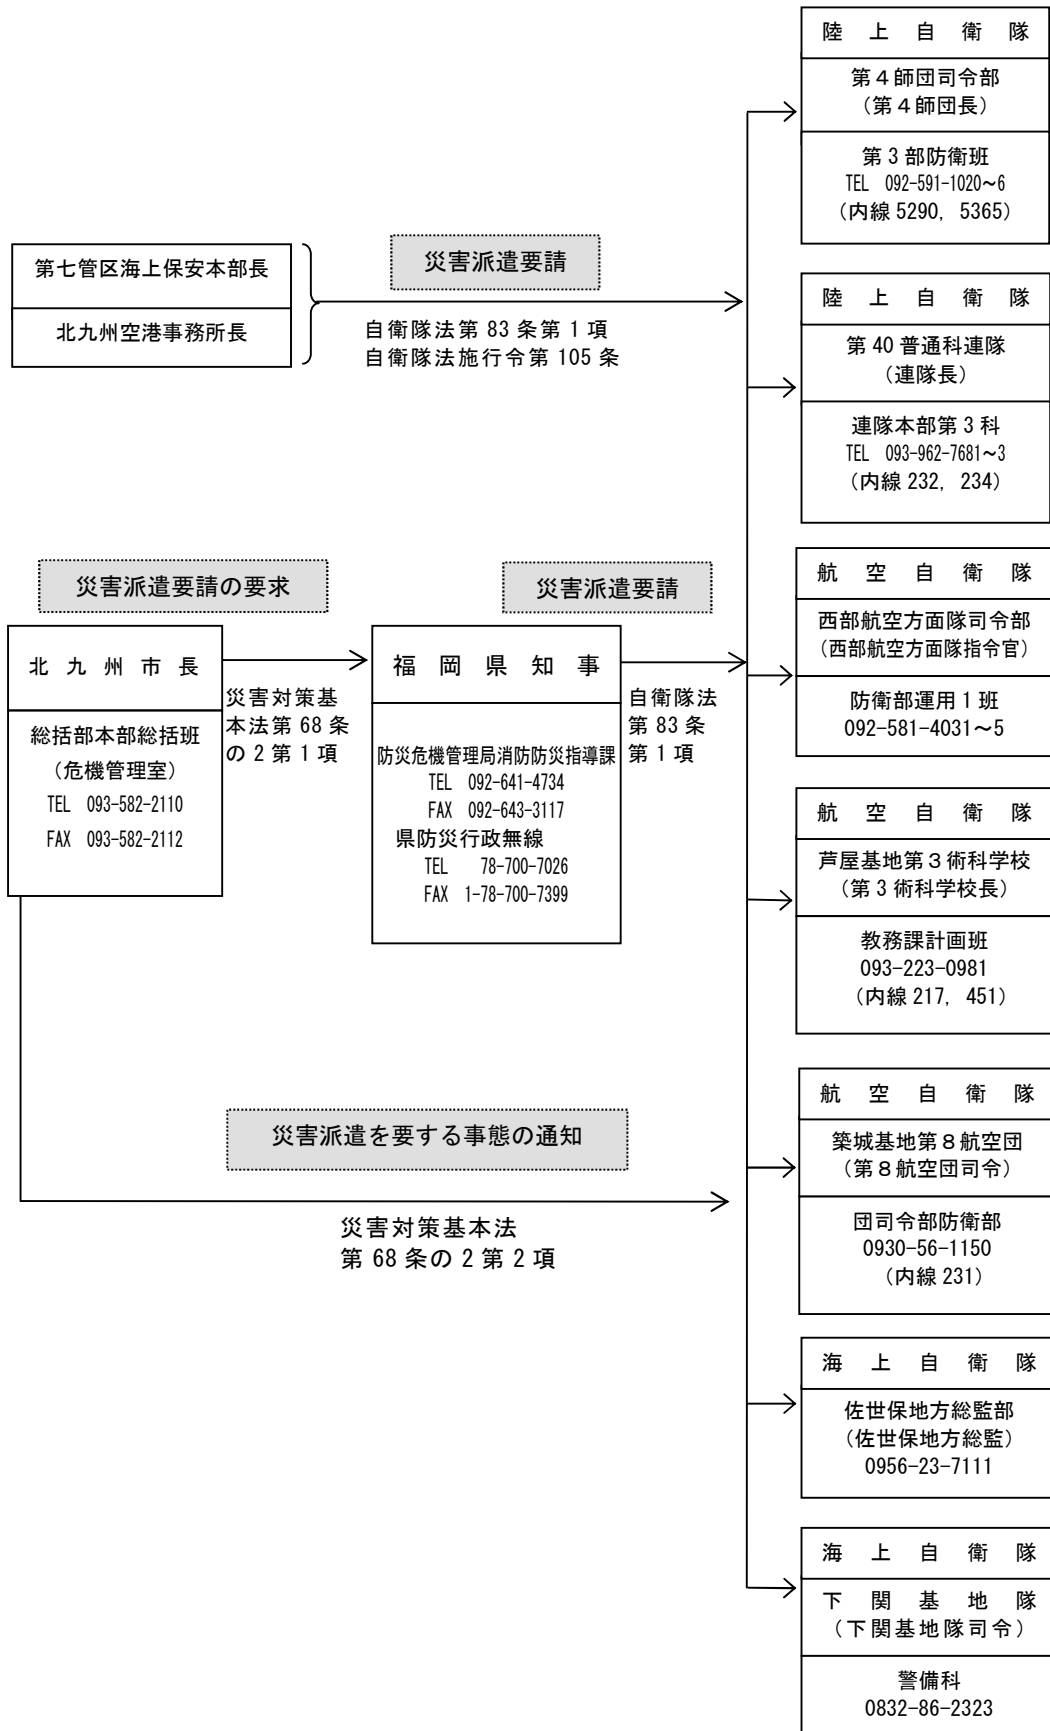 第七管区海上保安本部長
北九州空港事務所長
災害派遣要請
自衛隊法第 83 条第 1 項
自衛隊法施行令第 105 条
災害派遣要請の要求
北九州市長
総括部本部総括班
（危機管理室）
TEL 093-582-2110
FAX 093-582-2112
災害対策基
本法第 68 条
の 2 第 1 項
福岡県知事
防災危機管理局消防防災指導課
TEL 092-641-4734
FAX 092-643-3117
県防災行政無線
TEL 78-700-7026
FAX 1-78-700-7399
災害派遣要請
自衛隊法
第 83 条
第 1 項
災害派遣を要する事態の通知
災害対策基本法
第 68 条の 2 第 2 項
陸上自衛隊
第４師団司令部
（第４師団長）
第 3 部防衛班
TEL 092-591-1020～6
（内線 5290，5365）
陸上自衛隊
第 40 普通科連隊
（連隊長）
連隊本部第 3 科
TEL 093-962-7681～3
（内線 232，234）
航空自衛隊
西部航空方面隊司令部
（西部航空方面隊指令官）
防衛部運用 1 班
092-581-4031～5
航空自衛隊
芦屋基地第３術科学校
（第３術科学校長）
教務課計画班
093-223-0981
（内線 217，451）
航空自衛隊
築城基地第８航空団
（第８航空団司令）
団司令部防衛部
0930-56-1150
（内線 231）
海上自衛隊
佐世保地方総監部
（佐世保地方総監）
0956-23-7111
海上自衛隊
下関基地隊
（下関基地隊司令）
警備科
0832-86-2323